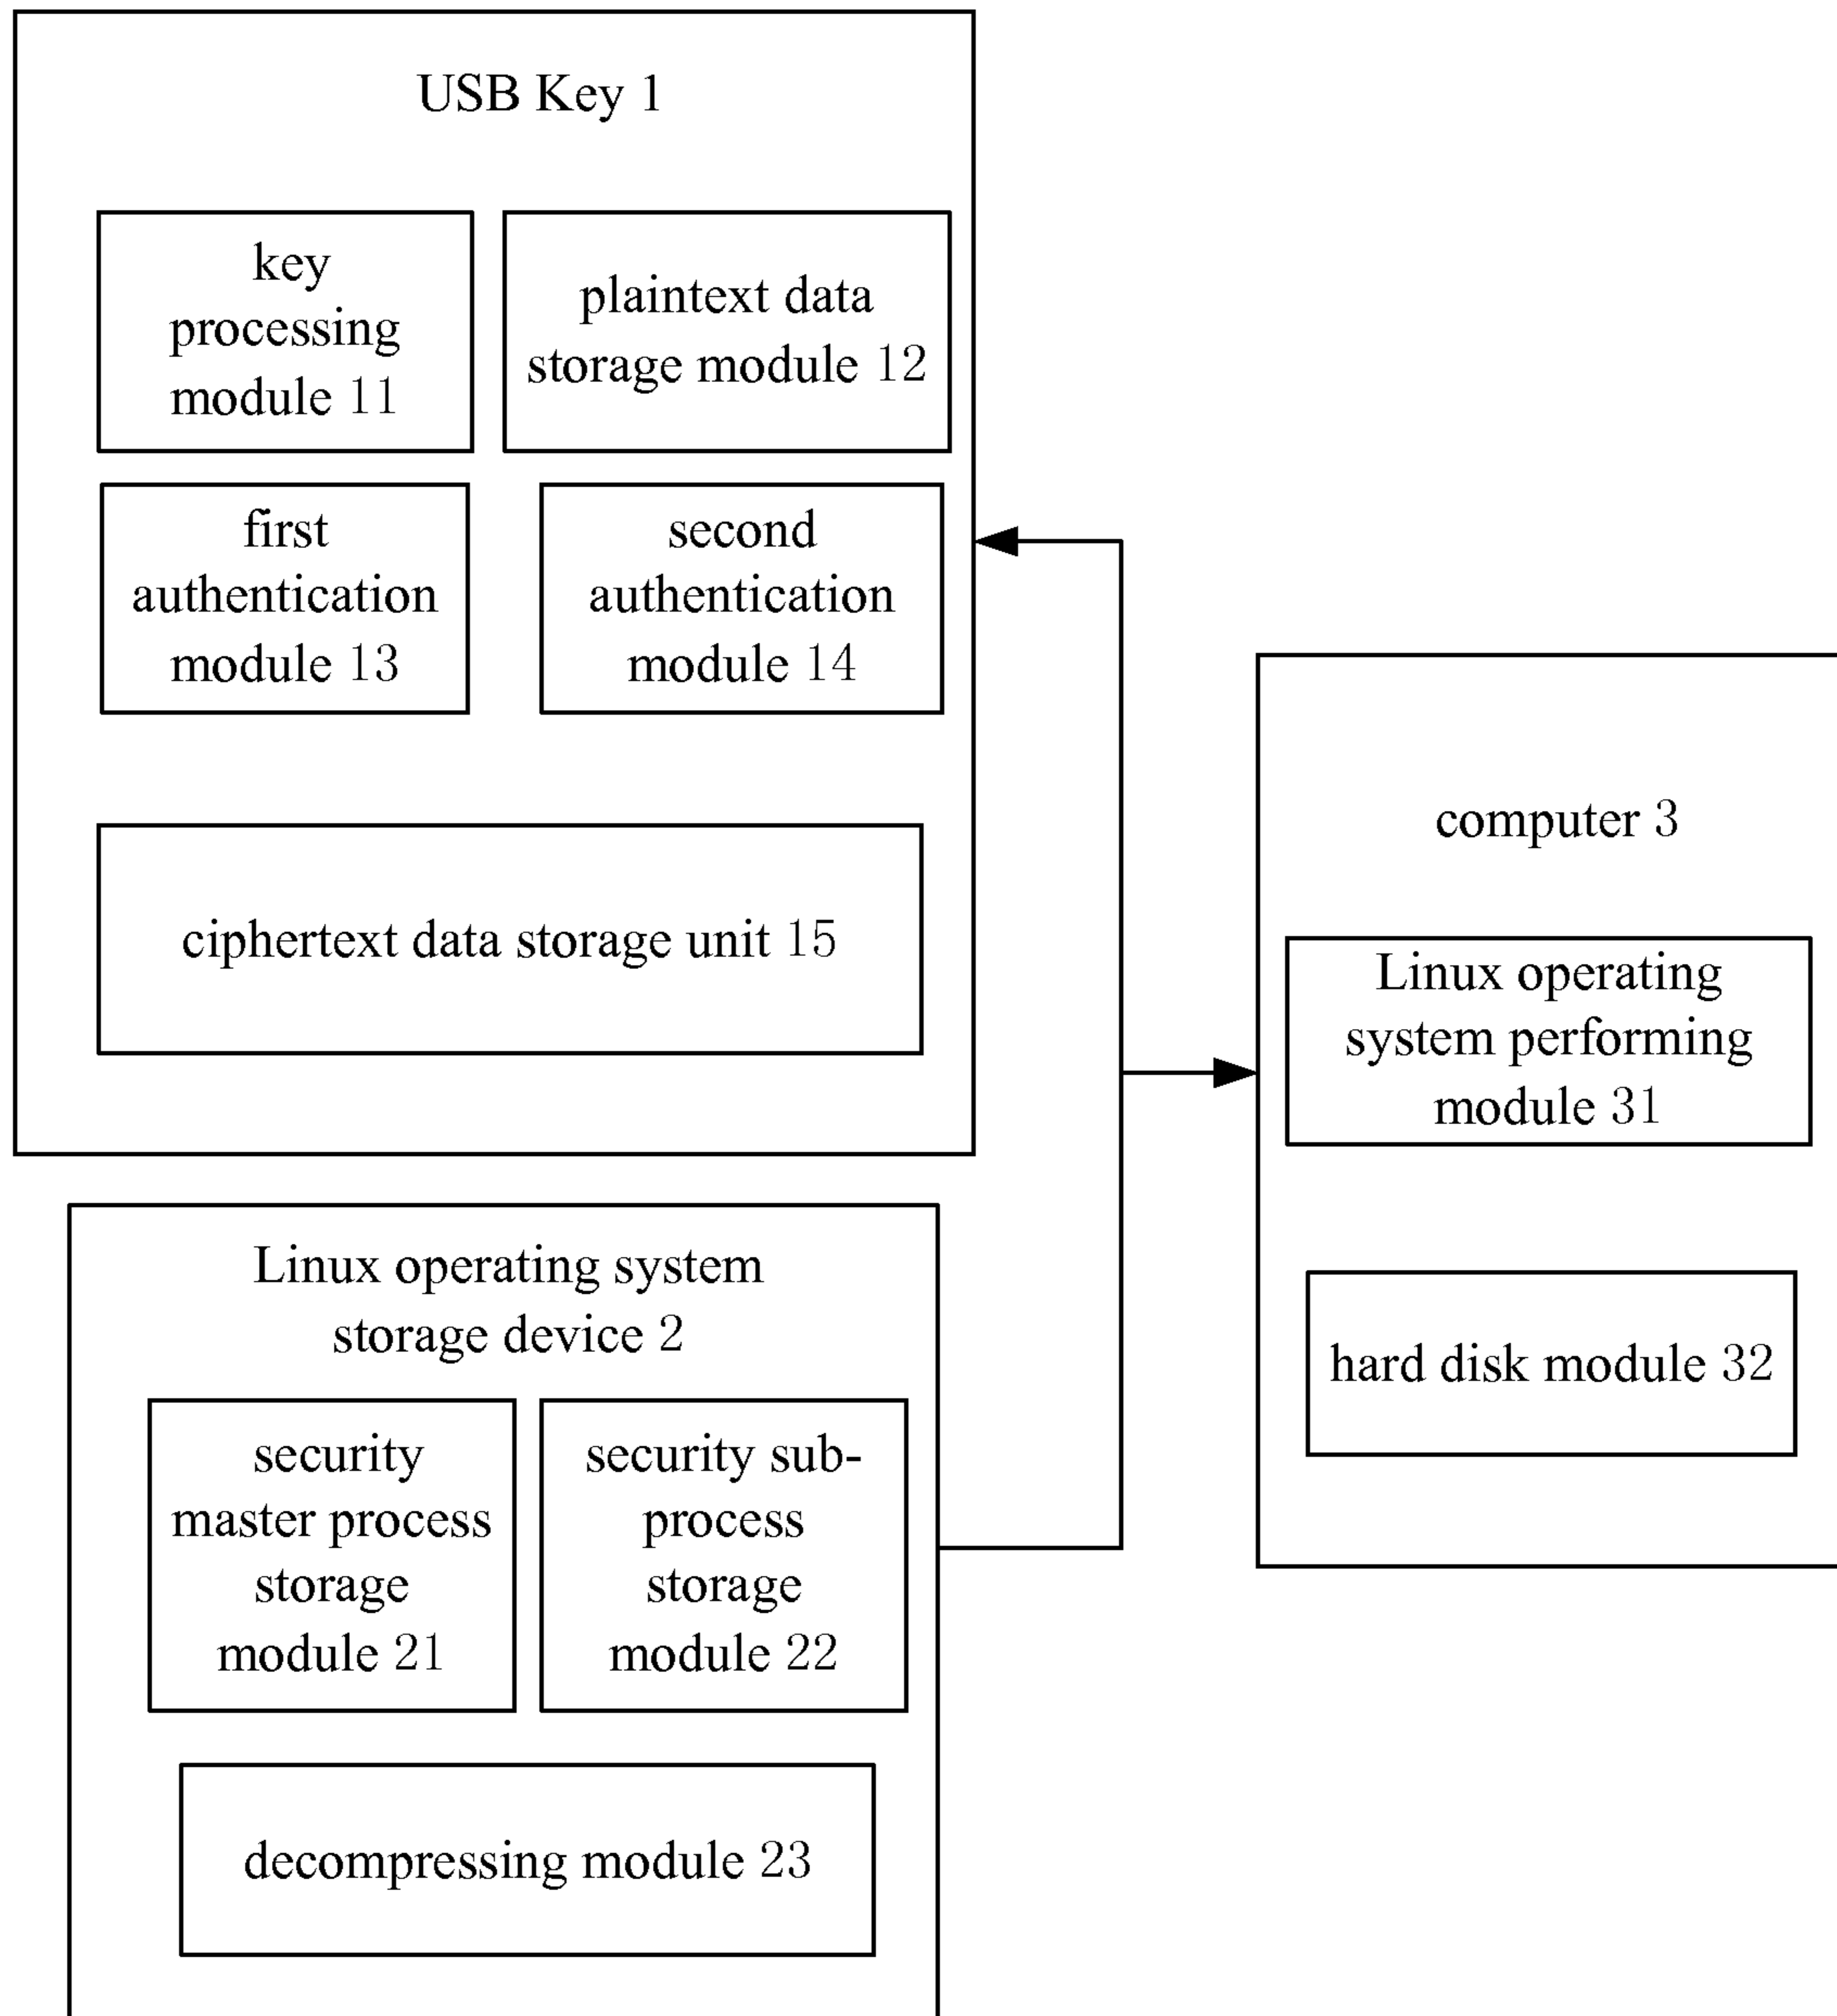 USB Key 1
key
processing
module 11
plaintext data
storage module 12
first
authentication
module 13
second
authentication
module 14
ciphertext data storage unit 15
Linux operating system
storage device 2
security
master process
storage
module 21
security sub-
process
storage
module 22
decompressing module 23
computer 3
Linux operating
system performing
module 31
hard disk module 32